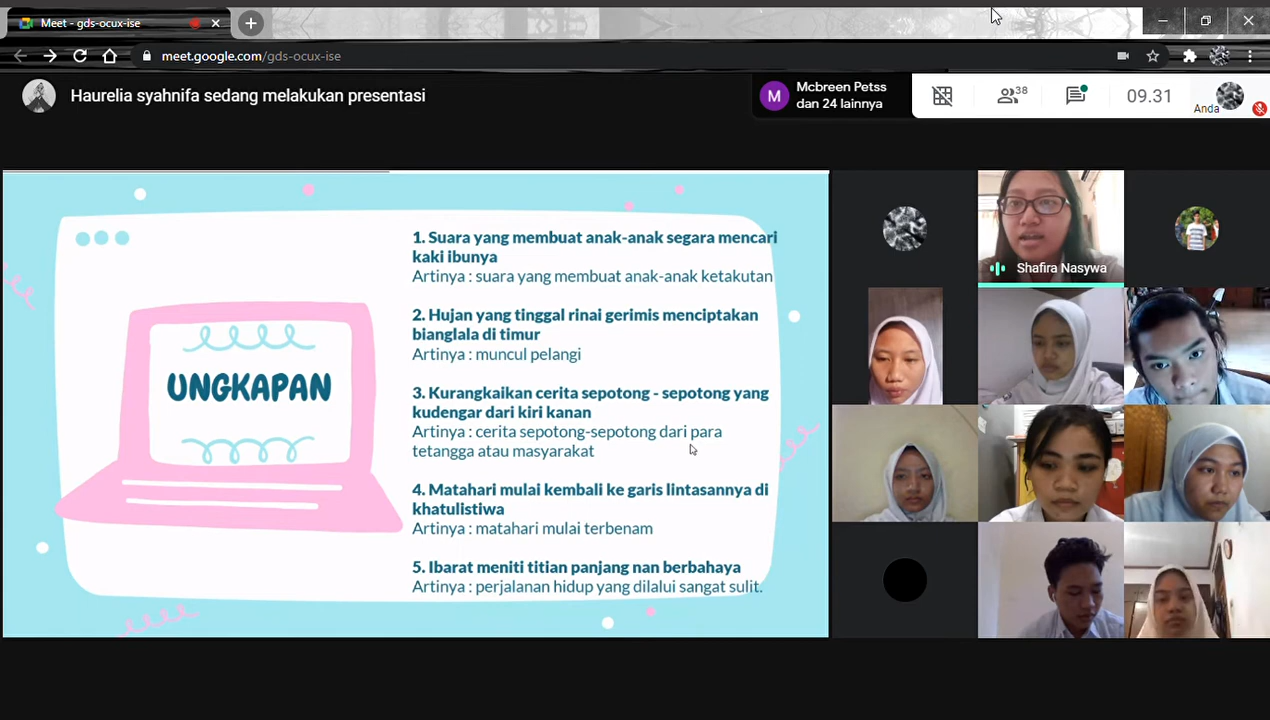 Meet - gds-ocux-ise
meet.google.com/gds-ocux-ise
Haurelia syahnifa sedang melakukan presentasi
M
Mcbreen Petss
dan 24 lainnya
38
09.31
Anda
UNGKAPAN
1. Suara yang membuat anak-anak segara mencari
kaki ibunya
Artinya : suara yang membuat anak-anak ketakutan
2. Hujan yang tinggal rinai gerimis menciptakan
bianglala di timur
Artinya : muncul pelangi
3. Kurangkaikan cerita sepotong - sepotong yang
kudengar dari kiri kanan
Artinya : cerita sepotong-sepotong dari para
tetangga atau masyarakat
4. Matahari mulai kembali ke garis lintasannya di
khatulistiwa
Artinya : matahari mulai terbenam
5. Ibarat meniti titian panjang nan berbahaya
Artinya : perjalanan hidup yang dilalui sangat sulit.
Shafira Nasywa